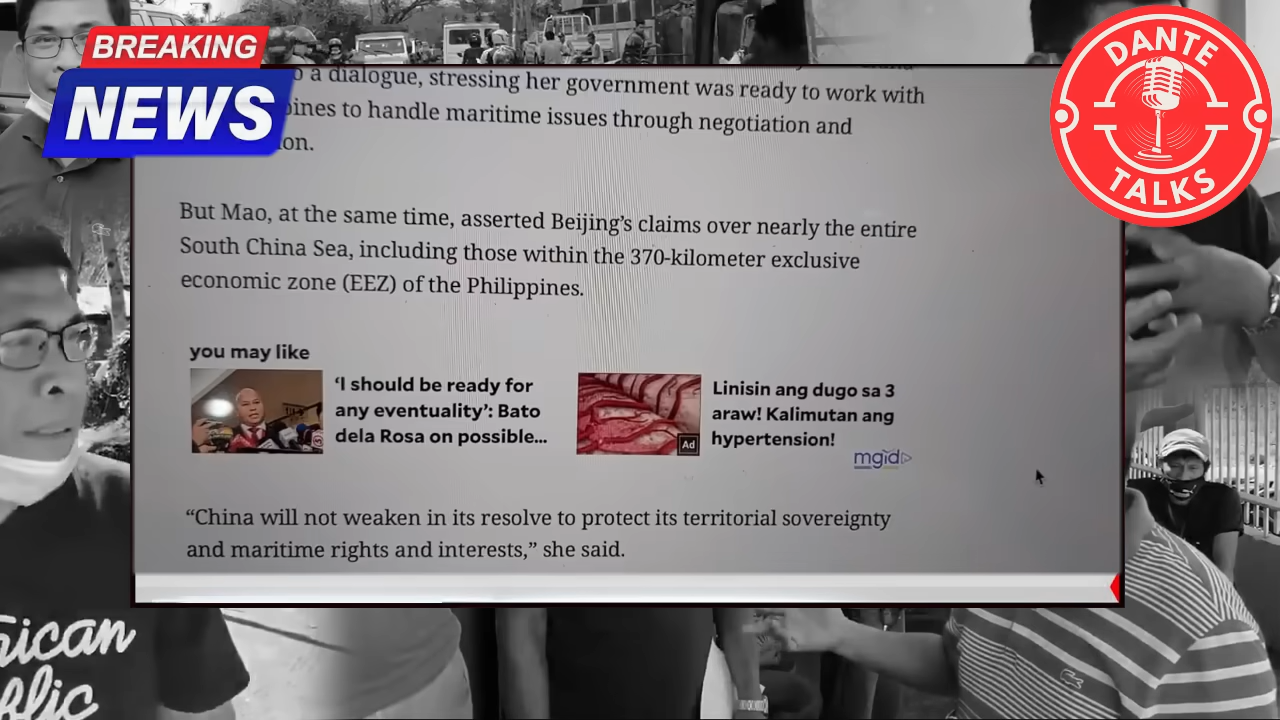 BREAKING
NEWS
DANTE
TALKS
a dialogue, stressing her government was ready to work with
to handle maritime issues through negotiation and
But Mao, at the same time, asserted Beijing’s claims over nearly the entire
South China Sea, including those within the 370-kilometer exclusive
economic zone (EEZ) of the Philippines.
you may like
‘I should be ready for
any eventuality’: Bato
dela Rosa on possible...
Ad
Linisin ang dugo sa 3
araw! Kalimutan ang
hypertension!
mgid
“China will not weaken in its resolve to protect its territorial sovereignty
and maritime rights and interests,” she said.